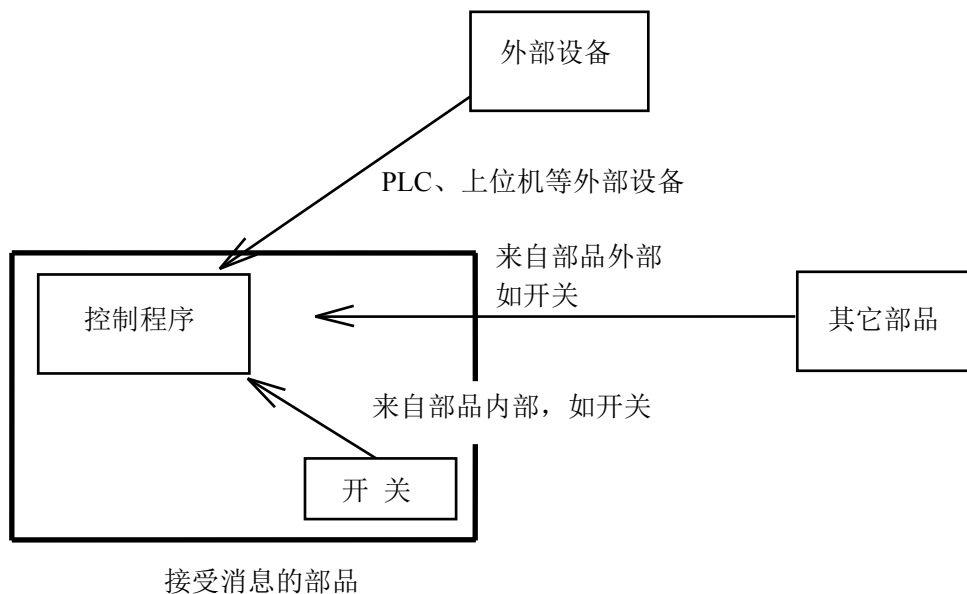 外部设备
PLC、上位机等外部设备
来自部品外部
如开关
控制程序
其它部品
来自部品内部，如开关
开 关
接受消息的部品